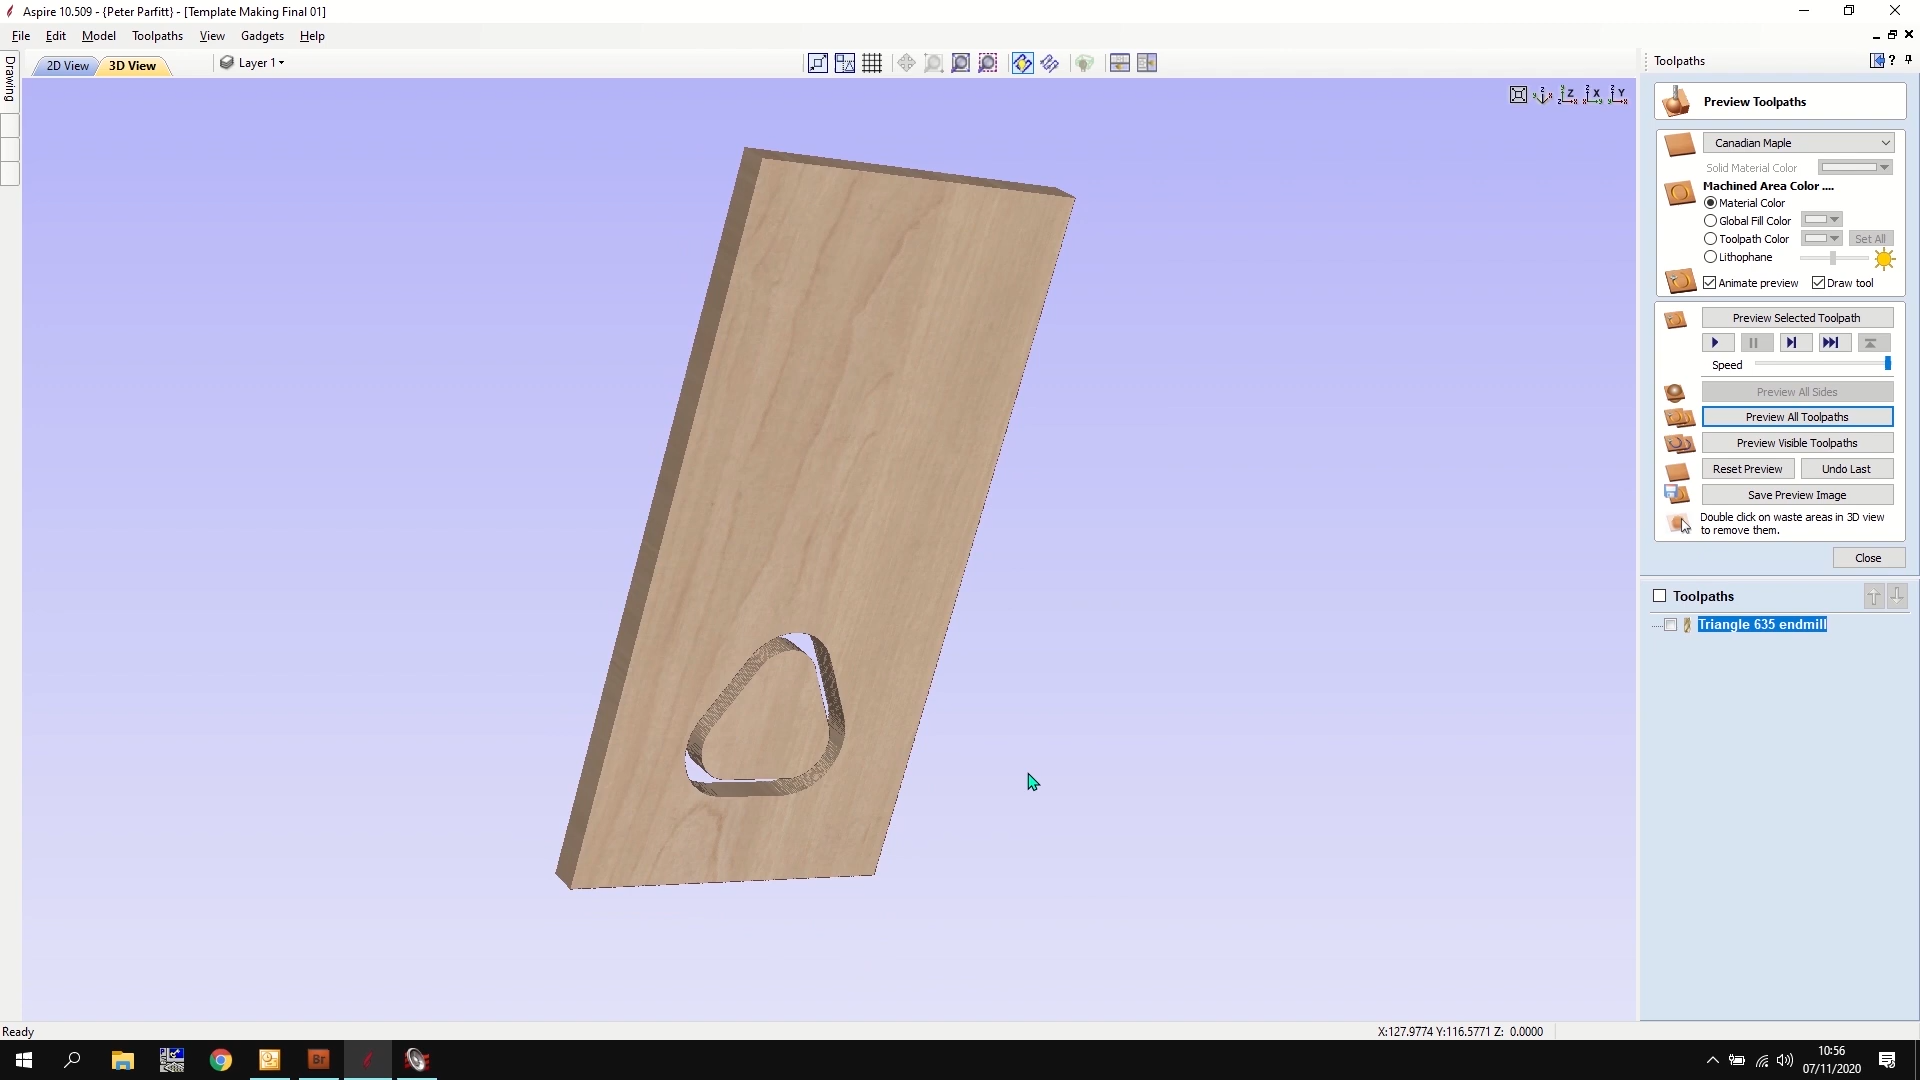 Aspire 10.509 - {Peter Parfitt} - [Template Making Final 01]
File Edit Model Toolpaths View Gadgets Help
Drawing
2D View 3D View Layer 1
Toolpaths
Preview Toolpaths
Canadian Maple
Solid Material Color
Machined Area Color ....
Material Color
Global Fill Color
Toolpath Color Set All
Lithophane
Animate preview Draw tool
Preview Selected Toolpath
Speed
Preview All Sides
Preview All Toolpaths
Preview Visible Toolpaths
Reset Preview Undo Last
Save Preview Image
Double click on waste areas in 3D view
to remove them.
Close
Toolpaths
Triangle 635 endmill
Ready
X:127.9774 Y:116.5771 Z: 0.0000
Br
10:56
07/11/2020